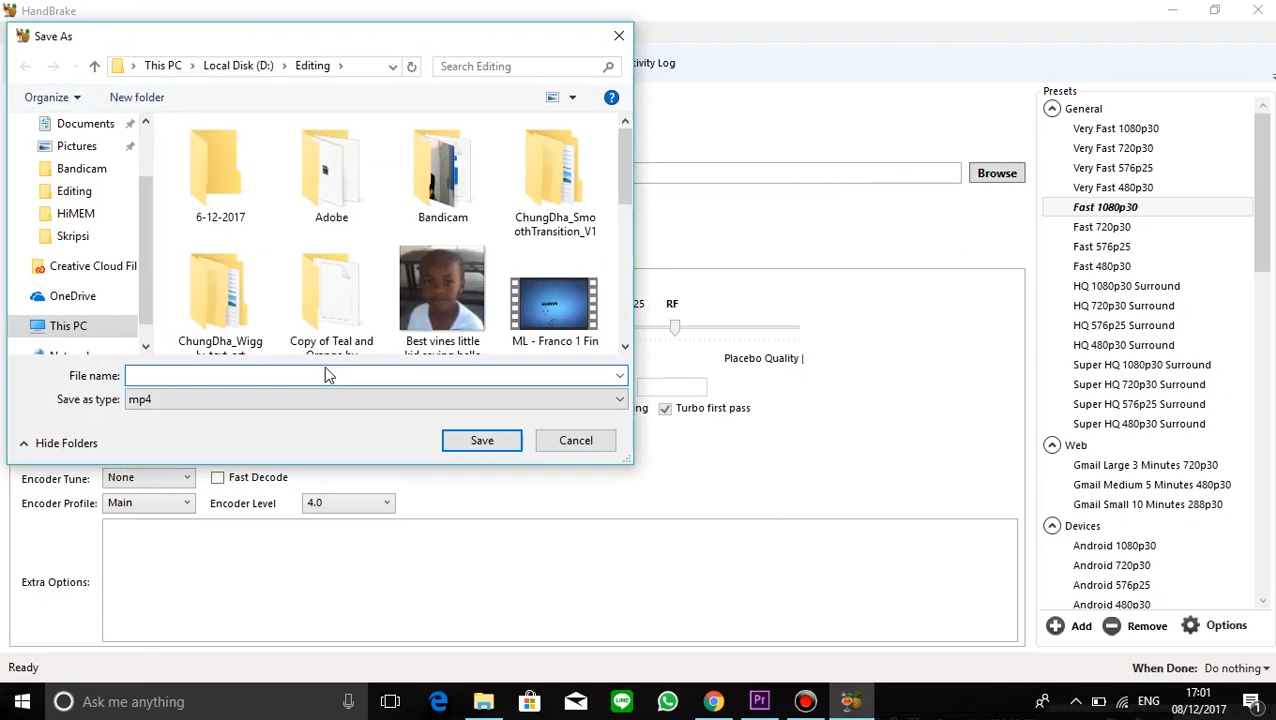 HandBrake
Save As
This PC
Local Disk (D:)
Editing
Search Editing
tivity Log
Organize
New folder
Documents
Pictures
Bandicam
Editing
HiMEM
Skripsi
Creative Cloud Fil
OneDrive
This PC
6-12-2017
Adobe
Bandicam
ChungDha_Smo
othTransition_V1
ChungDha_Wigg
Copy of Teal and
Best vines little
ML - Franco 1 Fin
File name:
Save as type:
mp4
Hide Folders
Save
Cancel
Browse
25
RF
Placebo Quality |
ng
Turbo first pass
Encoder Tune:
None
Fast Decode
Encoder Profile:
Main
Encoder Level
4.0
Extra Options:
Presets
General
Very Fast 1080p30
Very Fast 720p30
Very Fast 576p25
Very Fast 480p30
Fast 1080p30
Fast 720p30
Fast 576p25
Fast 480p30
HQ 1080p30 Surround
HQ 720p30 Surround
HQ 576p25 Surround
HQ 480p30 Surround
Super HQ 1080p30 Surround
Super HQ 720p30 Surround
Super HQ 576p25 Surround
Super HQ 480p30 Surround
Web
Gmail Large 3 Minutes 720p30
Gmail Medium 5 Minutes 480p30
Gmail Small 10 Minutes 288p30
Devices
Android 1080p30
Android 720p30
Android 576p25
Android 480p30
Add
Remove
Options
Ready
When Done:
Do nothing
Ask me anything
ENG
17:01
08/12/2017